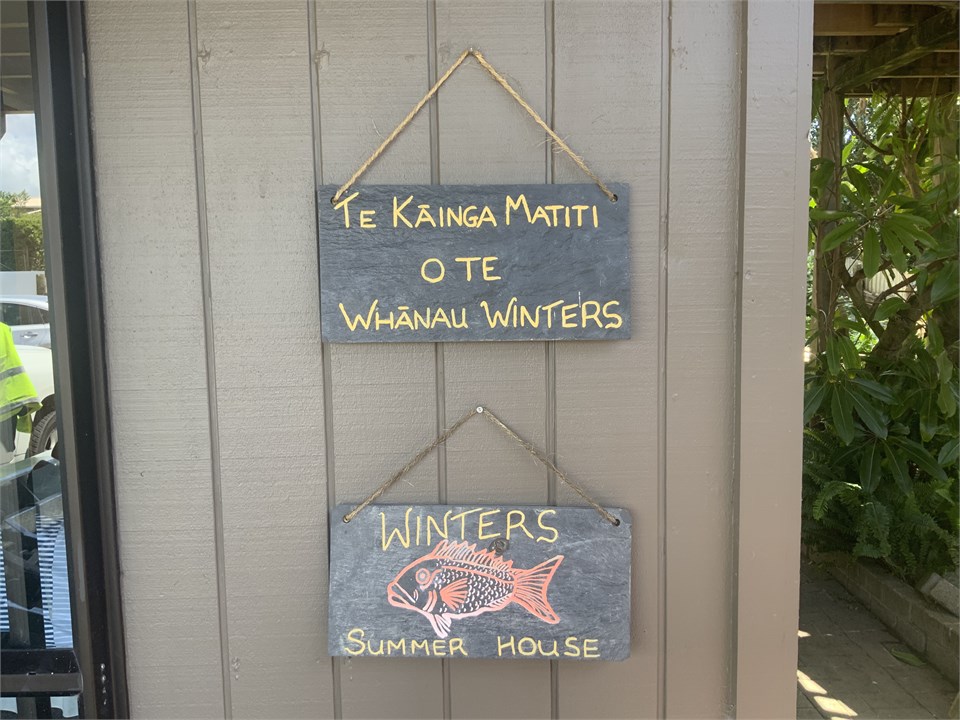 Te Kāinga Matiti
o te
Whānau Winters
Winters
Summer House